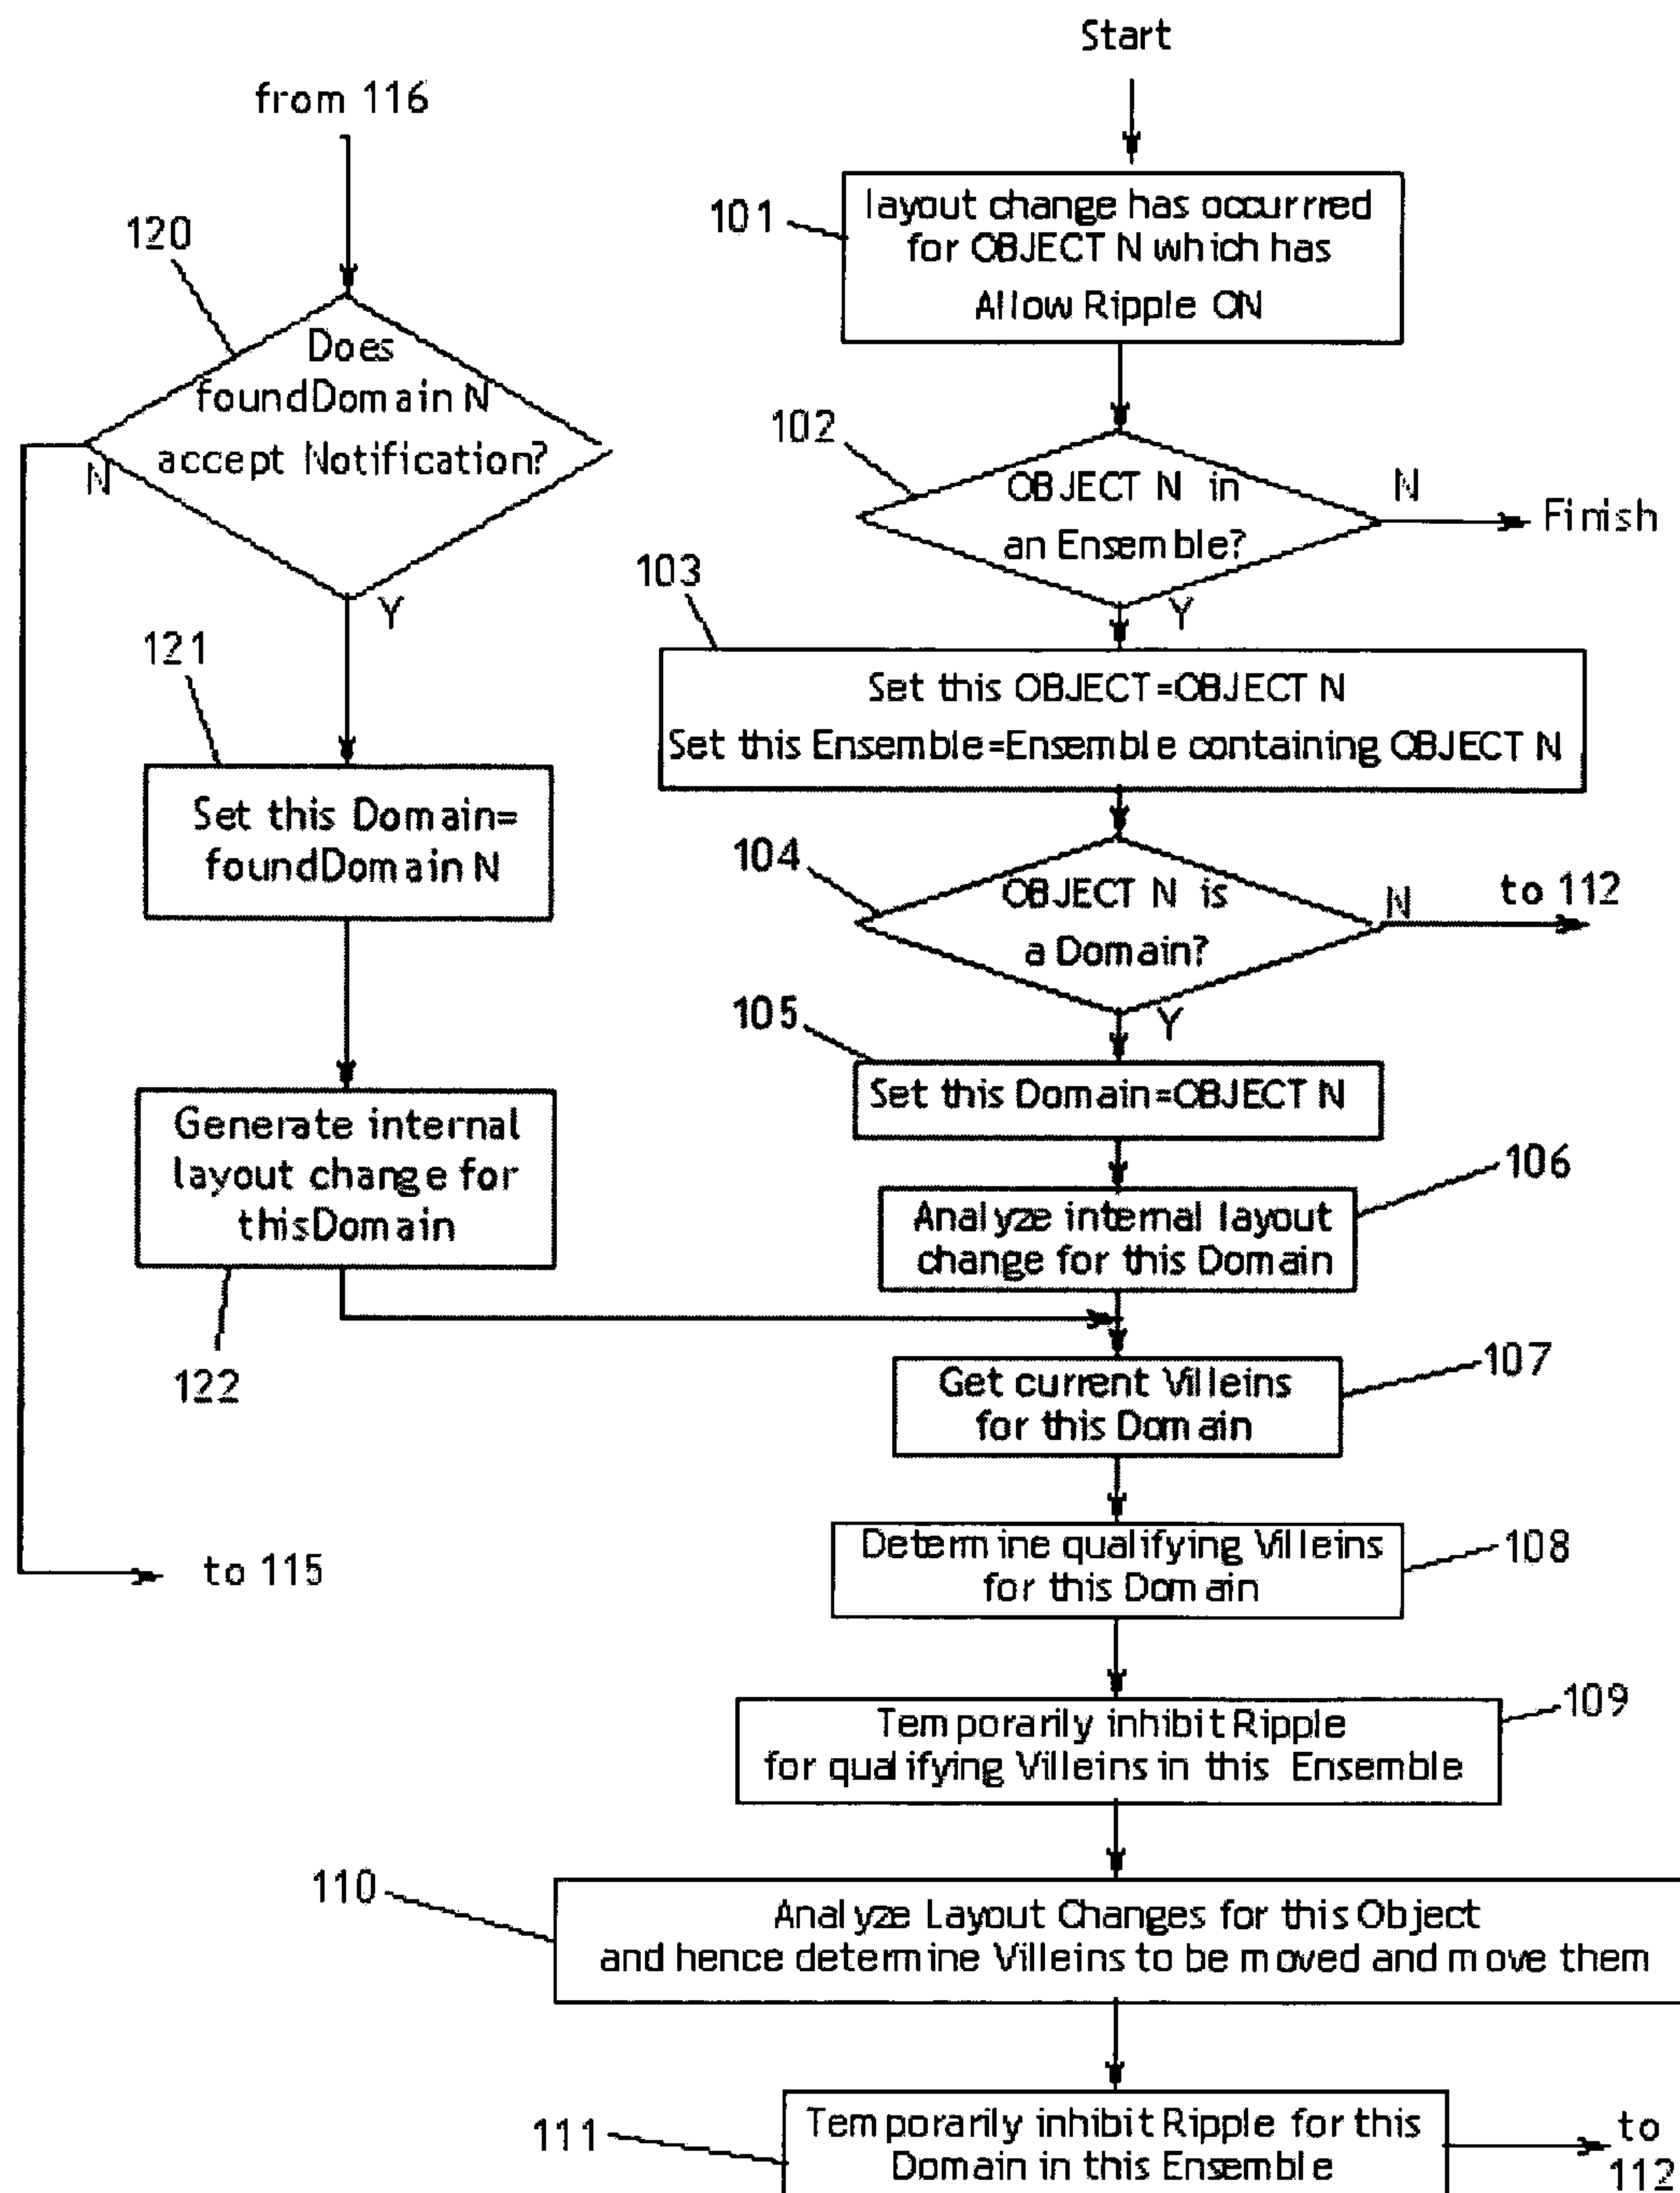 Start
from 116
101
layout change has occurrred
for OBJECT N which has
Allow Ripple ON
120
Does
foundDomain N
accept Notification?
N
Y
102
OBJECT N in
an Ensemble?
N
Finish
Y
103
Set this OBJECT=OBJECT N
Set this Ensemble=Ensemble containing OBJECT N
121
Set this Domain=
foundDomain N
104
OBJECT N is
a Domain?
N
to 112
Y
105
Set this Domain=OBJECT N
Generate internal
layout change for
thisDomain
122
106
Analyze internal layout
change for this Domain
107
Get current Villeins
for this Domain
to 115
108
Determine qualifying Villeins
for this Domain
109
Temporarily inhibit Ripple
for qualifying Villeins in this Ensemble
110
Analyze Layout Changes for this Object
and hence determine Villeins to be moved and move them
111
Temporarily inhibit Ripple for this
Domain in this Ensemble
to
112